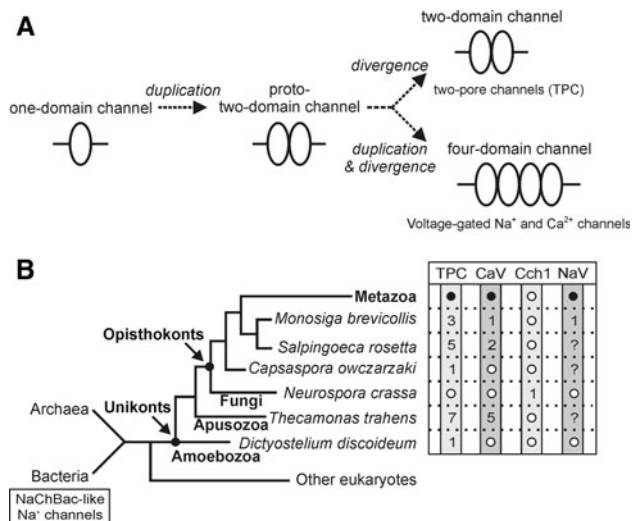 A
one-domain channel
duplication
proto-
two-domain channel
divergence
duplication
& divergence
two-domain channel
two-pore channels (TPC)
four-domain channel
Voltage-gated Na⁺ and Ca²⁺ channels
B
TPC CaV Cch1 NaV
Metazoa ● ● ○ ●
Monosiga brevicollis 3 1 ○ 1
Salpingoeca rosetta 5 2 ○ ?
Capsaspora owczarzaki 1 ○ ○ ?
Neurospora crassa ○ ○ 1 ○
Thecamonas trahens 7 5 ○ ?
Dictyostelium discoideum 1 ○ ○ ○
Other eukaryotes
Opisthokonts
Fungi
Apusozoa
Unikonts
Amoebozoa
Archaea
Bacteria
NaChBac-like
Na⁺ channels